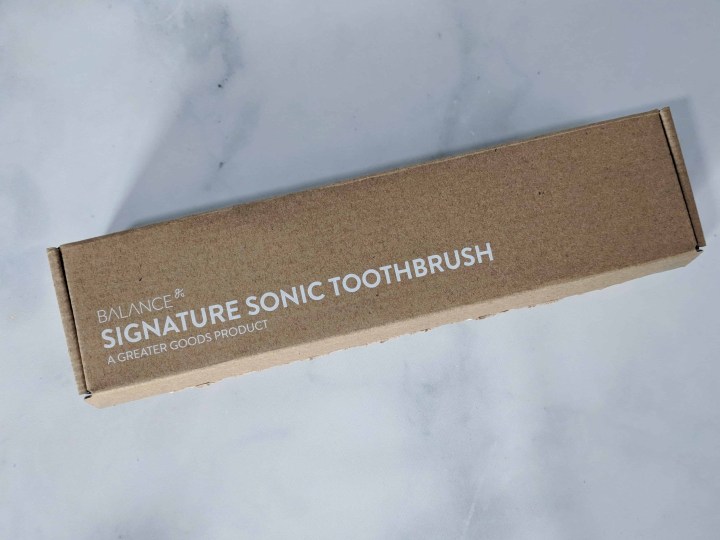 BALANCE
SIGNATURE SONIC TOOTHBRUSH
A GREATER GOODS PRODUCT